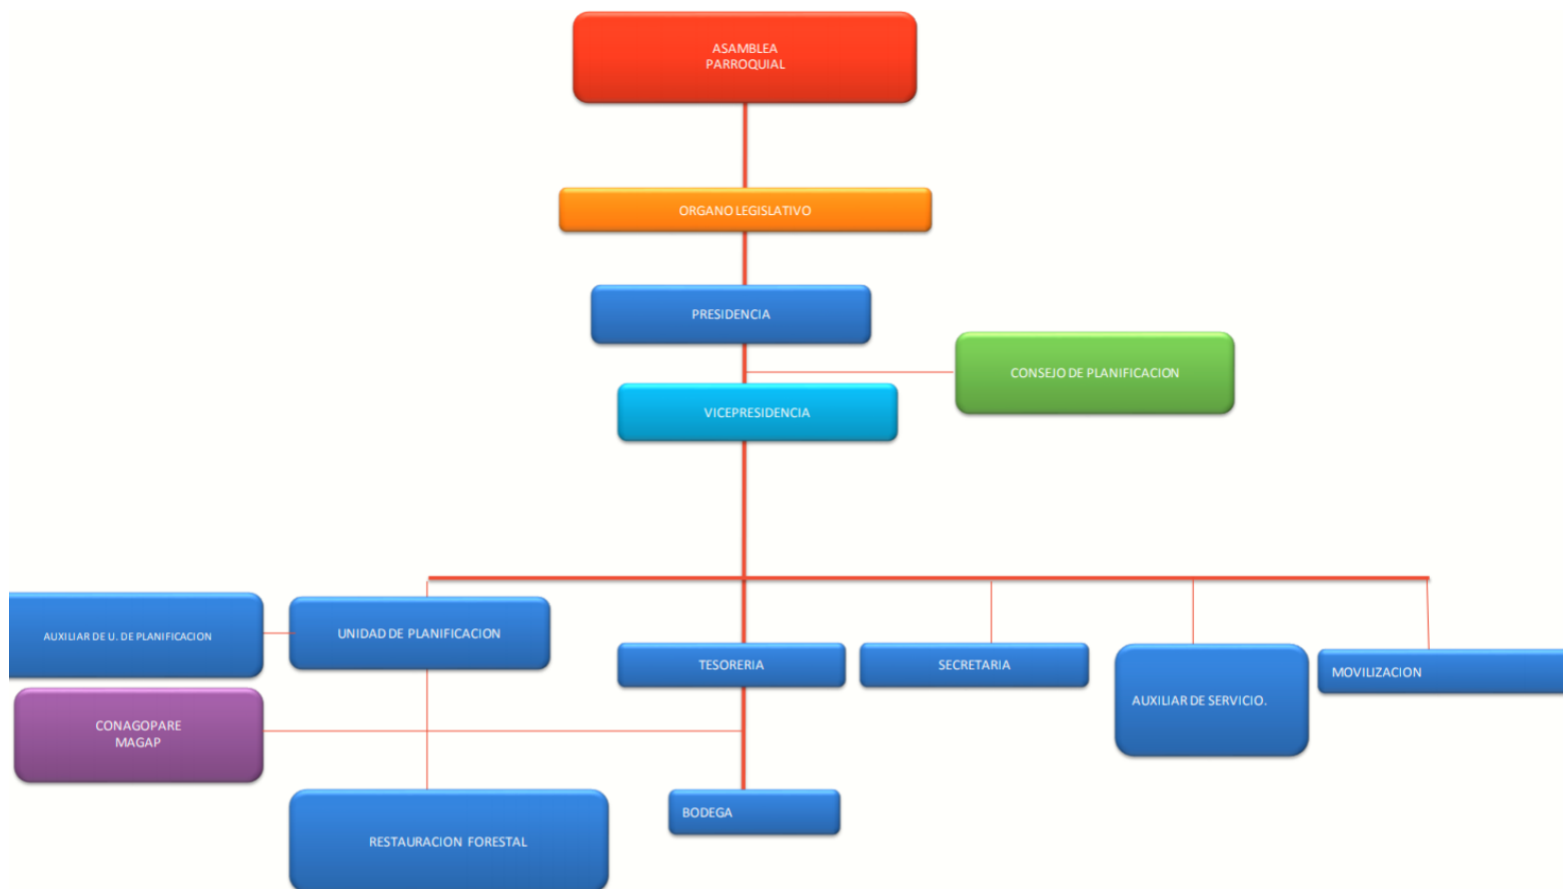 ASAMBLEA
PARROQUIAL
ORGANO LEGISLATIVO
PRESIDENCIA
CONSEJO DE PLANIFICACION
VICEPRESIDENCIA
AUXILIAR DE U. DE PLANIFICACION
UNIDAD DE PLANIFICACION
TESORERIA
SECRETARIA
AUXILIAR DE SERVICIO.
MOVILIZACION
CONAGOPARE
MAGAP
BODEGA
RESTAURACION FORESTAL